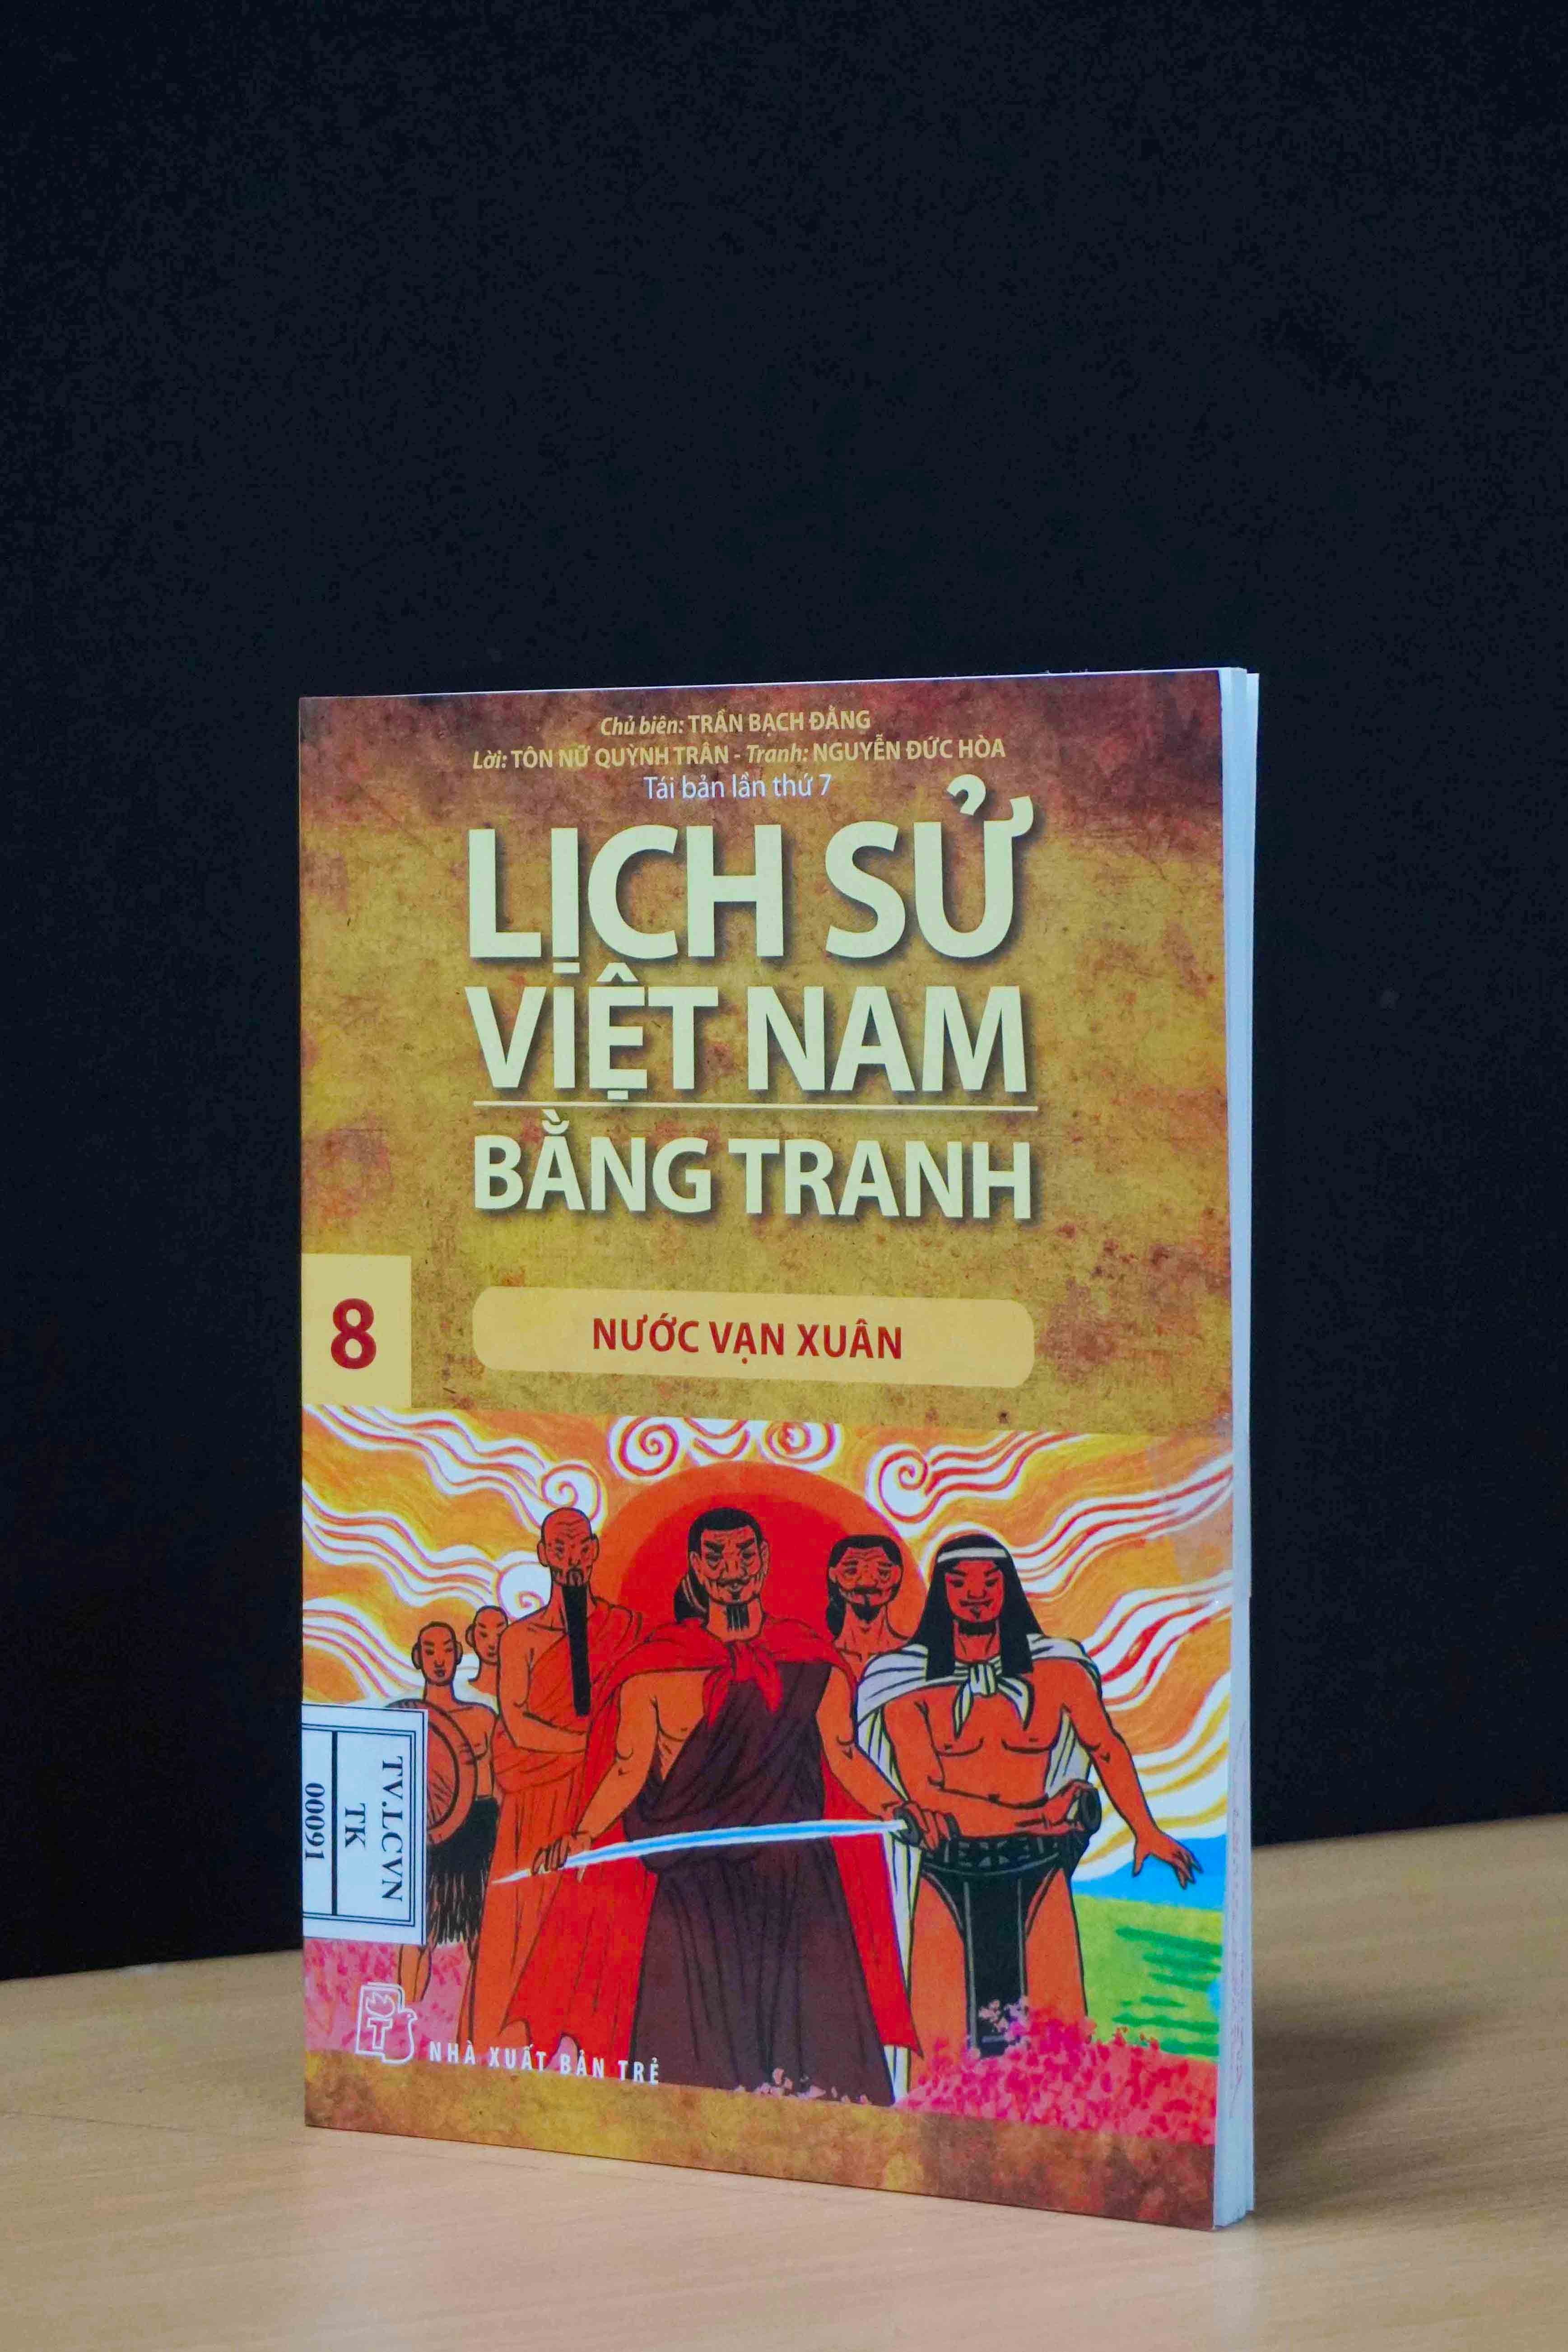 Chủ biên: TRẦN BẠCH ĐẰNG
Lời: TÔN NỮ QUỲNH TRÂN - Tranh: NGUYỄN ĐỨC HÒA
Tái bản lần thứ 7
LỊCH SỬ
VIỆT NAM
BẰNG TRANH
8
NƯỚC VẠN XUÂN
TV.LCVN
TK
00091
NHÀ XUẤT BẢN TRẺ